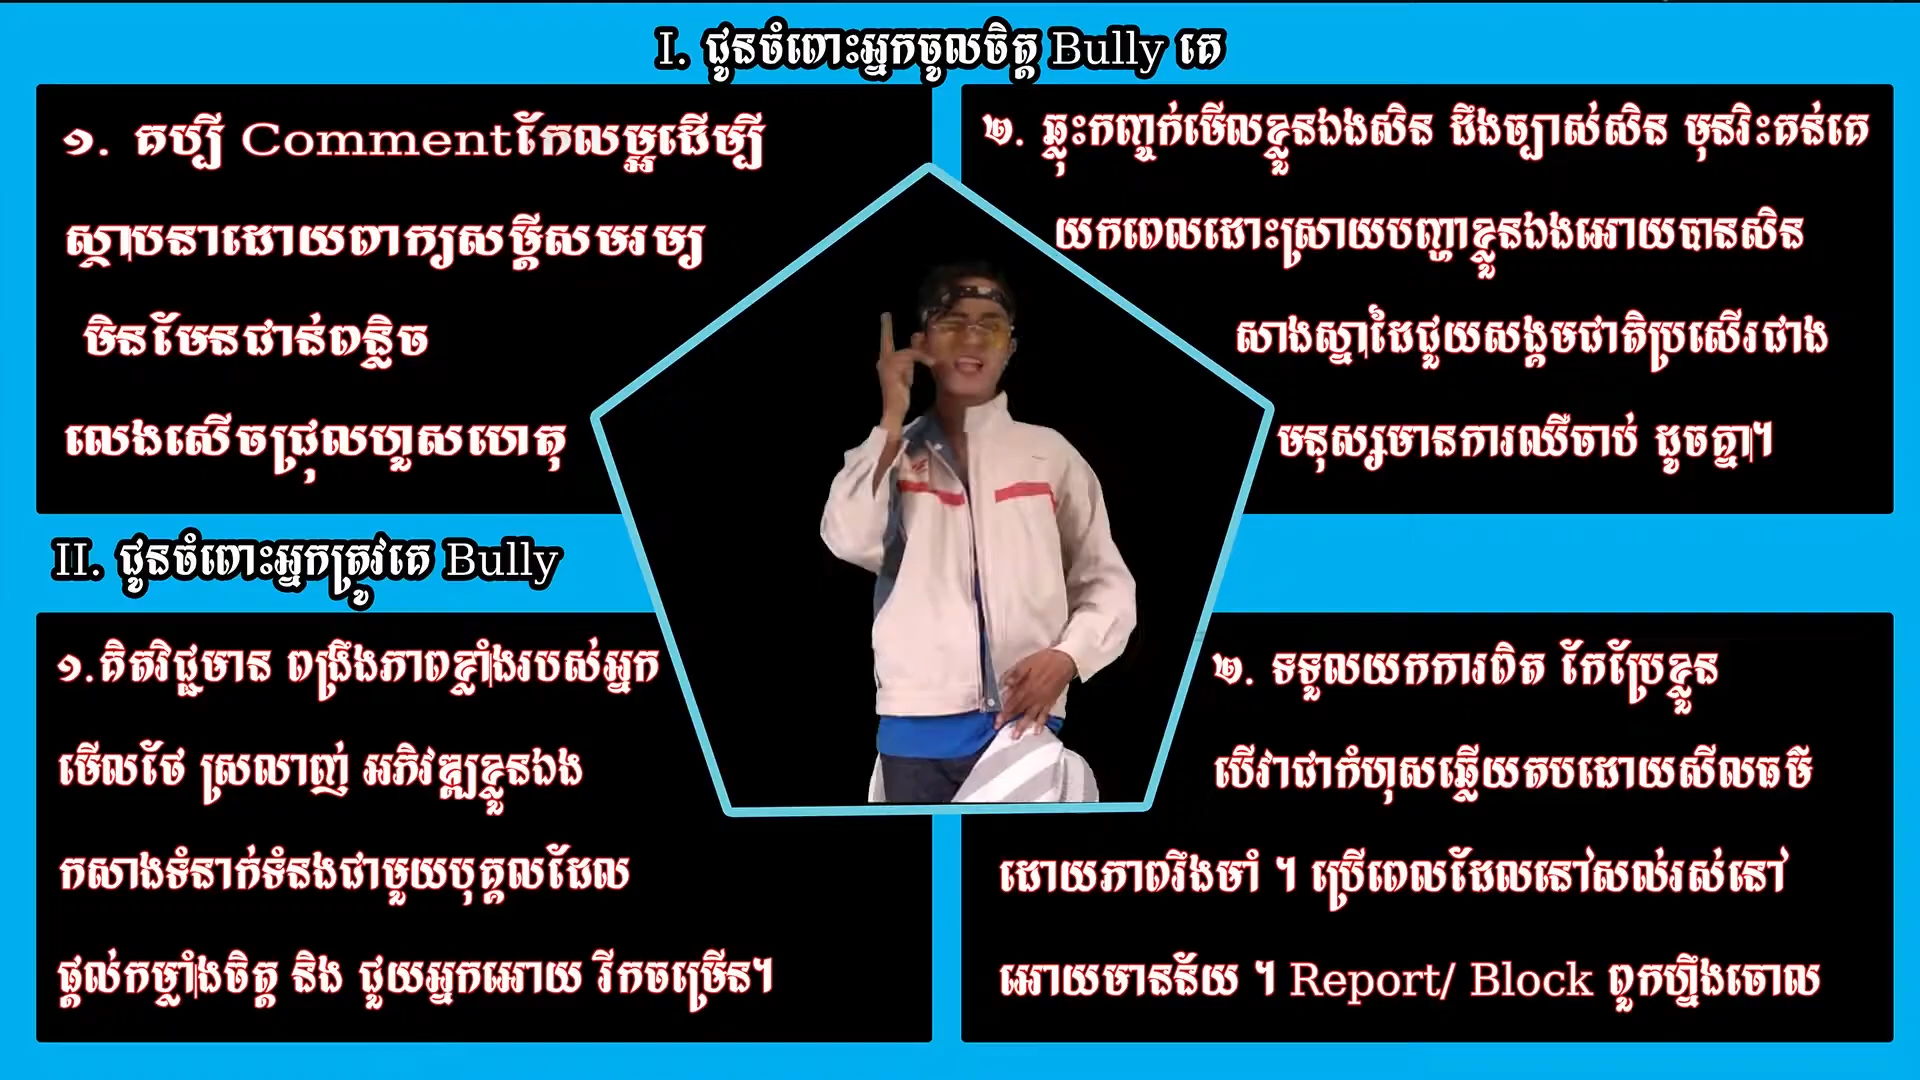 I. ជូនចំពោះអ្នកចូលចិត្ត Bully គេ
១. គប្បី Commentកែលម្អដើម្បី
ស្ថាបនាដោយពាក្យសម្ដីសមរម្យ
មិនមែនជាន់ពន្លិច
លេងសើចជ្រុលហួសហេតុ
២. ឆ្លុះកញ្ចក់មើលខ្លួនឯងសិន ដឹងច្បាស់សិន មុនរិះគន់គេ
យកពេលដោះស្រាយបញ្ហាខ្លួនឯងអោយបានសិន
សាងស្នាដៃជួយសង្គមជាតិប្រសើរជាង
មនុស្សមានការឈឺចាប់ ដូចគ្នា។
II. ជូនចំពោះអ្នកត្រូវគេ Bully
១.គិតវិជ្ជមាន ពង្រឹងភាពខ្លាំងរបស់អ្នក
មើលថែ ស្រលាញ់ អភិវឌ្ឍខ្លួនឯង
កសាងទំនាក់ទំនងជាមួយបុគ្គលដែល
ផ្ដល់កម្លាំងចិត្ត និង ជួយអ្នកអោយ រីកចម្រើន។
២. ទទួលយកការពិត កែប្រែខ្លួន
បើវាជាកំហុសឆ្លើយតបដោយសីលធម៌
ដោយភាពរឹងមាំ ។ ប្រើពេលដែលនៅសល់រស់នៅ
អោយមានន័យ ។ Report/ Block ពួកហ្នឹងចោល